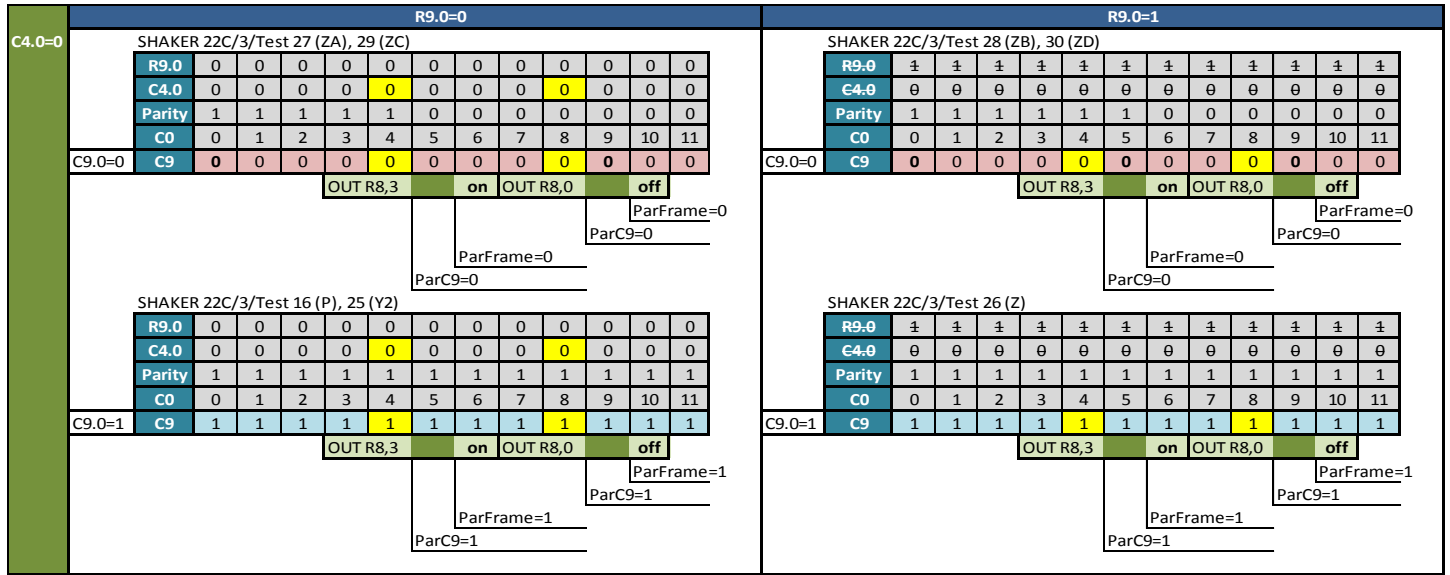 R9.0=0 R9.0=1
C4.0=0
SHAKER 22C/3/Test 27 (ZA), 29 (ZC)
R9.0 0 0 0 0 0 0 0 0 0 0 0 0
C4.0 0 0 0 0 0 0 0 0 0 0 0 0
Parity 1 1 1 1 1 0 0 0 0 0 0 0
C0 0 1 2 3 4 5 6 7 8 9 10 11
C9.0=0 C9 0 0 0 0 0 0 0 0 0 0 0 0
OUT R8,3 on OUT R8,0 off
ParFrame=0
ParC9=0
ParFrame=0
ParC9=0
SHAKER 22C/3/Test 28 (ZB), 30 (ZD)
R9.0 1 1 1 1 1 1 1 1 1 1 1 1
C4.0 0 0 0 0 0 0 0 0 0 0 0 0
Parity 1 1 1 1 1 1 0 0 0 0 0 0
C0 0 1 2 3 4 5 6 7 8 9 10 11
C9.0=0 C9 0 0 0 0 0 0 0 0 0 0 0 0
OUT R8,3 on OUT R8,0 off
ParFrame=0
ParC9=0
ParFrame=0
ParC9=0
SHAKER 22C/3/Test 16 (P), 25 (Y2)
R9.0 0 0 0 0 0 0 0 0 0 0 0 0
C4.0 0 0 0 0 0 0 0 0 0 0 0 0
Parity 1 1 1 1 1 1 1 1 1 1 1 1
C0 0 1 2 3 4 5 6 7 8 9 10 11
C9.0=1 C9 1 1 1 1 1 1 1 1 1 1 1 1
OUT R8,3 on OUT R8,0 off
ParFrame=1
ParC9=1
ParFrame=1
ParC9=1
SHAKER 22C/3/Test 26 (Z)
R9.0 1 1 1 1 1 1 1 1 1 1 1 1
C4.0 0 0 0 0 0 0 0 0 0 0 0 0
Parity 1 1 1 1 1 1 1 1 1 1 1 1
C0 0 1 2 3 4 5 6 7 8 9 10 11
C9.0=1 C9 1 1 1 1 1 1 1 1 1 1 1 1
OUT R8,3 on OUT R8,0 off
ParFrame=1
ParC9=1
ParFrame=1
ParC9=1